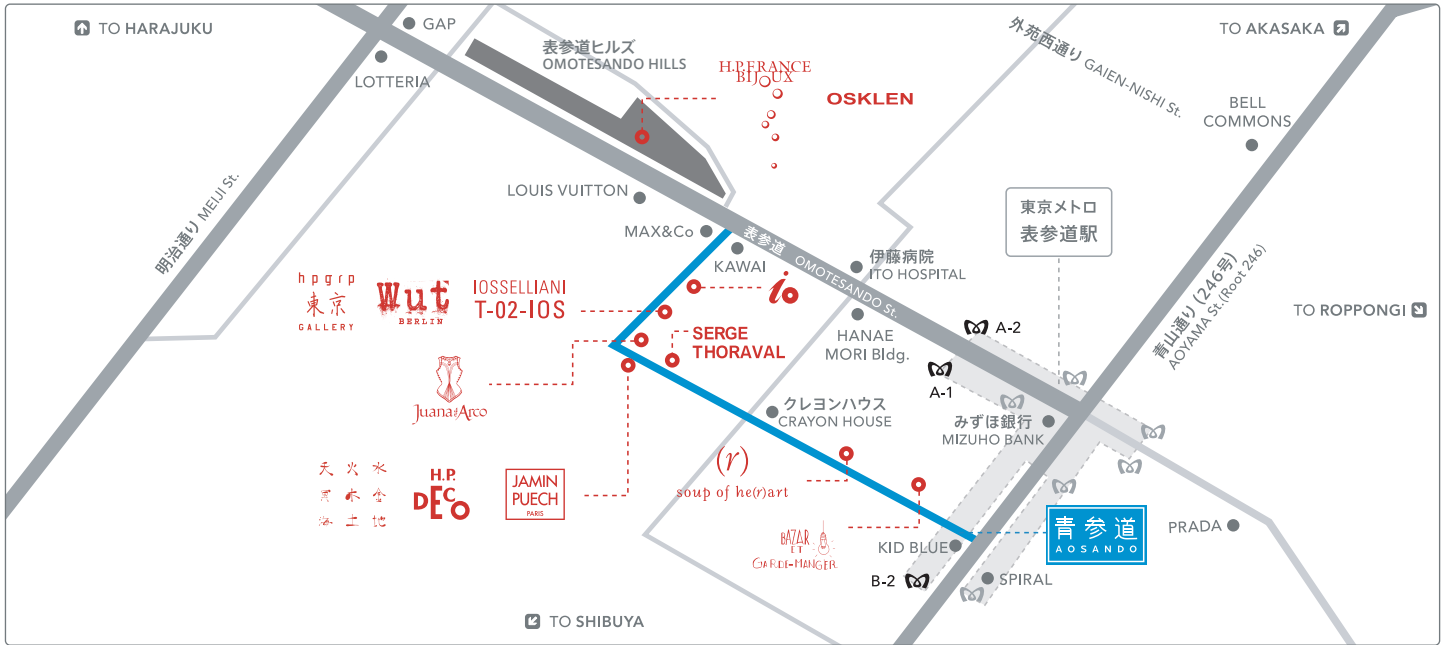 TO HARAJUKU
GAP
LOTTERIA
表参道ヒルズ
OMOTESANDO HILLS
H.P.FRANCE
BIJOUX
OSKLEN
外苑西通り GAIEN-NISHI St.
TO AKASAKA
BELL
COMMONS
明治通り MEIJI St.
LOUIS VUITTON
MAX&Co
KAWAI
表参道 OMOTESANDO St.
伊藤病院
ITO HOSPITAL
東京メトロ
表参道駅
青山通り (246号)
AOYAMA St.(Root 246)
TO ROPPONGI
hpgrp
東京
GALLERY
Wut
BERLIN
IOSSELLIANI
T-02-IOS
io
SERGE
THORAVAL
HANAE
MORI Bldg.
A-2
A-1
Juana de Arco
クレヨンハウス
CRAYON HOUSE
みずほ銀行
MIZUHO BANK
天火水
冥木金
海土地
H.P.
DECO
JAMIN
PUECH
PARIS
(r)
soup of he(r)art
BAZAR
ET
GARDE-MANGER
KID BLUE
B-2
SPIRAL
青参道
AOSANDO
PRADA
TO SHIBUYA